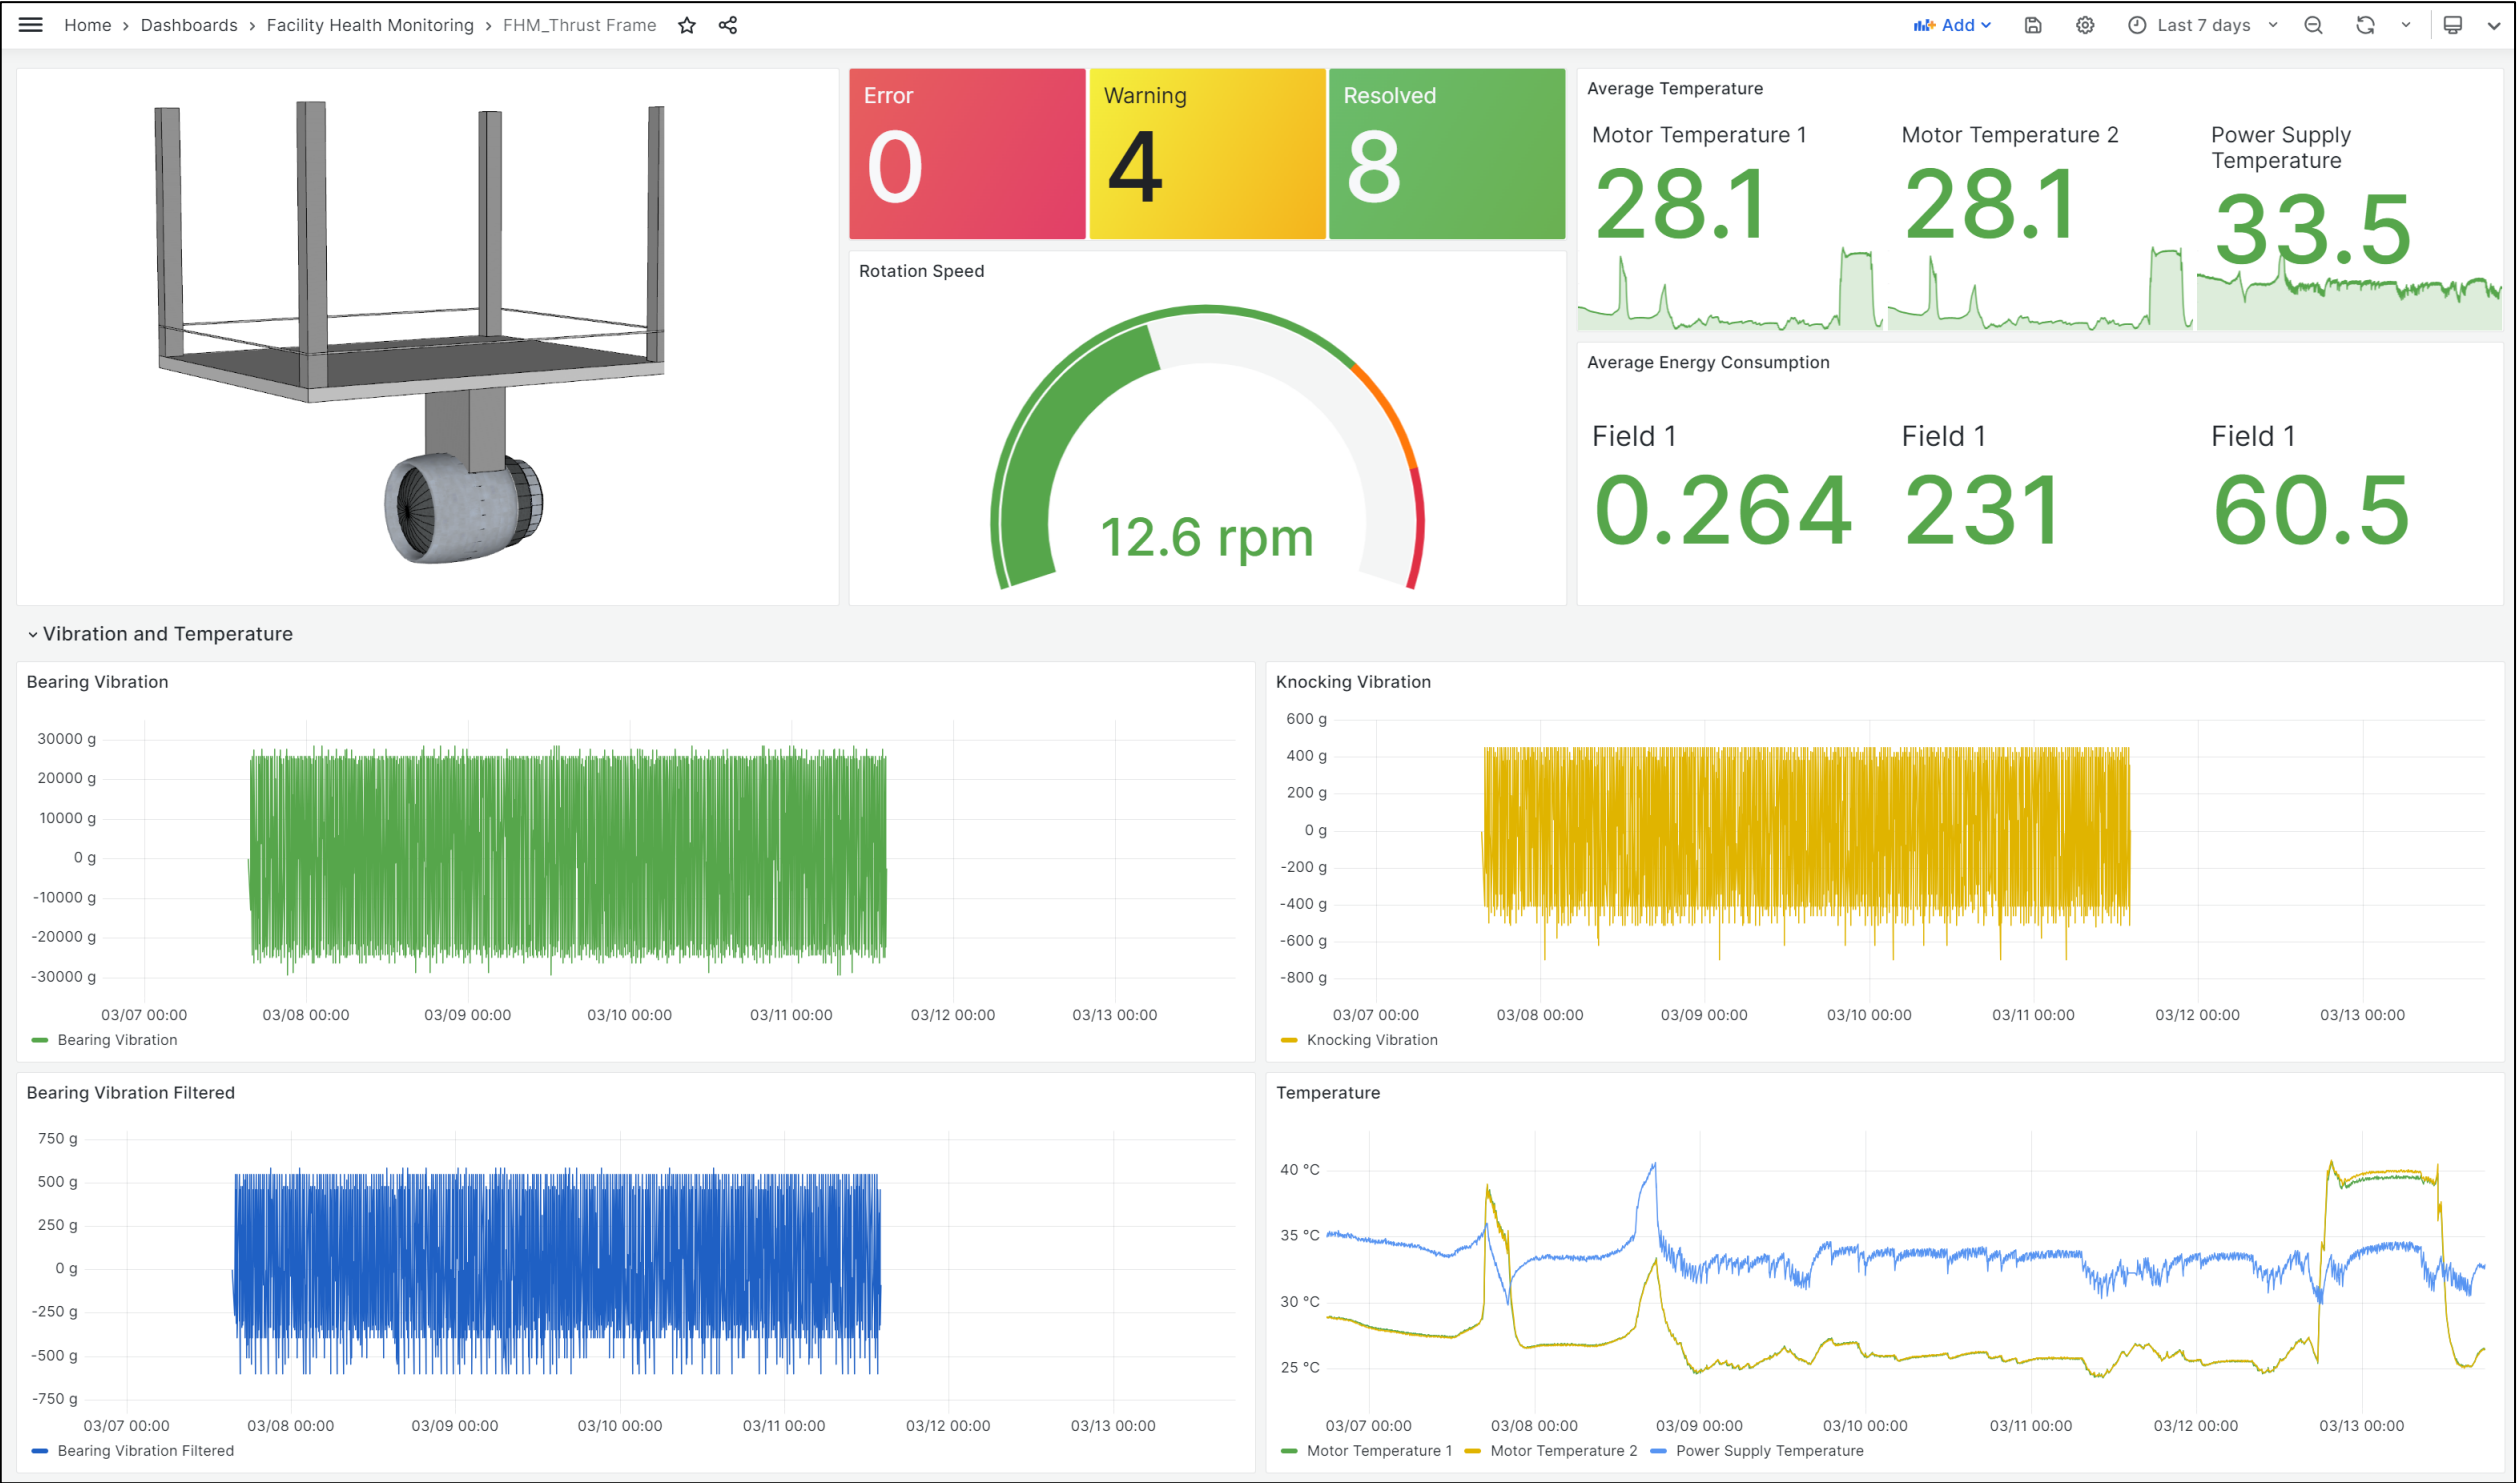 Home › Dashboards › Facility Health Monitoring › FHM_Thrust Frame
Add
Last 7 days
Error
0
Warning
4
Resolved
8
Rotation Speed
12.6 rpm
Average Temperature
Motor Temperature 1
28.1
Motor Temperature 2
28.1
Power Supply
Temperature
33.5
Average Energy Consumption
Field 1
0.264
Field 1
231
Field 1
60.5
Vibration and Temperature
Bearing Vibration
30000 g
20000 g
10000 g
0 g
-10000 g
-20000 g
-30000 g
03/07 00:00 03/08 00:00 03/09 00:00 03/10 00:00 03/11 00:00 03/12 00:00 03/13 00:00
Bearing Vibration
Knocking Vibration
600 g
400 g
200 g
0 g
-200 g
-400 g
-600 g
-800 g
03/07 00:00 03/08 00:00 03/09 00:00 03/10 00:00 03/11 00:00 03/12 00:00 03/13 00:00
Knocking Vibration
Bearing Vibration Filtered
750 g
500 g
250 g
0 g
-250 g
-500 g
-750 g
03/07 00:00 03/08 00:00 03/09 00:00 03/10 00:00 03/11 00:00 03/12 00:00 03/13 00:00
Bearing Vibration Filtered
Temperature
40 °C
35 °C
30 °C
25 °C
03/07 00:00 03/08 00:00 03/09 00:00 03/10 00:00 03/11 00:00 03/12 00:00 03/13 00:00
Motor Temperature 1 Motor Temperature 2 Power Supply Temperature